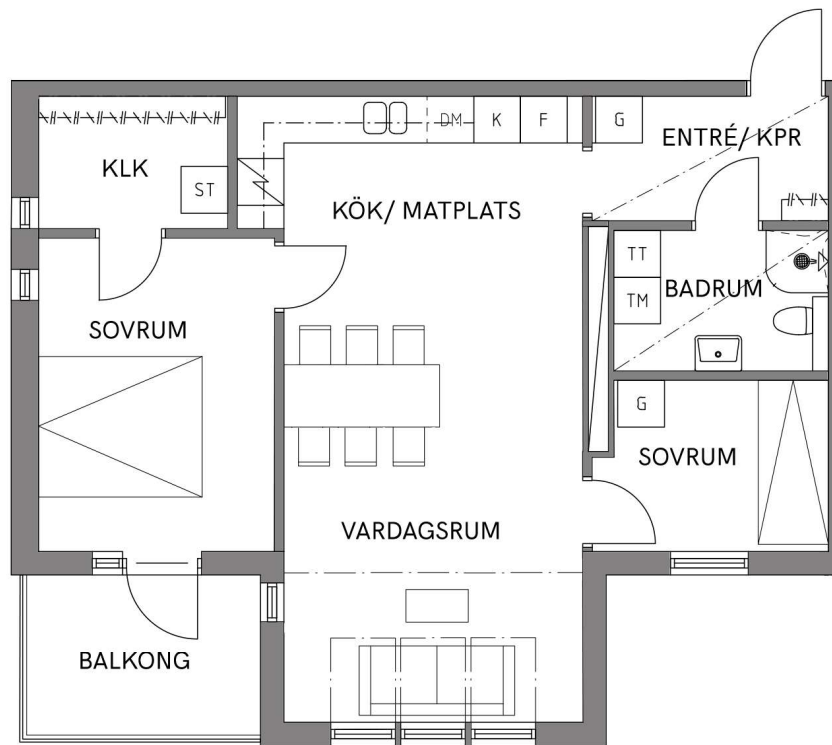 DM
K
F
G
ENTRÉ/ KPR
KLK
ST
KÖK/ MATPLATS
TT
TM
BADRUM
SOVRUM
G
SOVRUM
VARDAGSRUM
BALKONG